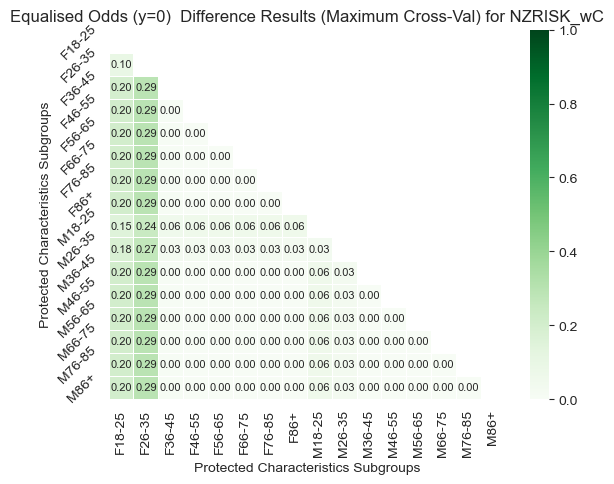 Equalised Odds (y=0)  Difference Results (Maximum Cross-Val) for NZRISK_wC
Protected Characteristics Subgroups
F18-25
F26-35 0.10
F36-45 0.20 0.29
F46-55 0.20 0.29 0.00
F56-65 0.20 0.29 0.00 0.00
F66-75 0.20 0.29 0.00 0.00 0.00
F76-85 0.20 0.29 0.00 0.00 0.00 0.00
F86+ 0.20 0.29 0.00 0.00 0.00 0.00 0.00
M18-25 0.15 0.24 0.06 0.06 0.06 0.06 0.06 0.06
M26-35 0.18 0.27 0.03 0.03 0.03 0.03 0.03 0.03 0.03
M36-45 0.20 0.29 0.00 0.00 0.00 0.00 0.00 0.00 0.06 0.03
M46-55 0.20 0.29 0.00 0.00 0.00 0.00 0.00 0.00 0.06 0.03 0.00
M56-65 0.20 0.29 0.00 0.00 0.00 0.00 0.00 0.00 0.06 0.03 0.00 0.00
M66-75 0.20 0.29 0.00 0.00 0.00 0.00 0.00 0.00 0.06 0.03 0.00 0.00 0.00
M76-85 0.20 0.29 0.00 0.00 0.00 0.00 0.00 0.00 0.06 0.03 0.00 0.00 0.00 0.00
M86+ 0.20 0.29 0.00 0.00 0.00 0.00 0.00 0.00 0.06 0.03 0.00 0.00 0.00 0.00 0.00
F18-25 F26-35 F36-45 F46-55 F56-65 F66-75 F76-85 F86+ M18-25 M26-35 M36-45 M46-55 M56-65 M66-75 M76-85 M86+
Protected Characteristics Subgroups
1.0
0.8
0.6
0.4
0.2
0.0